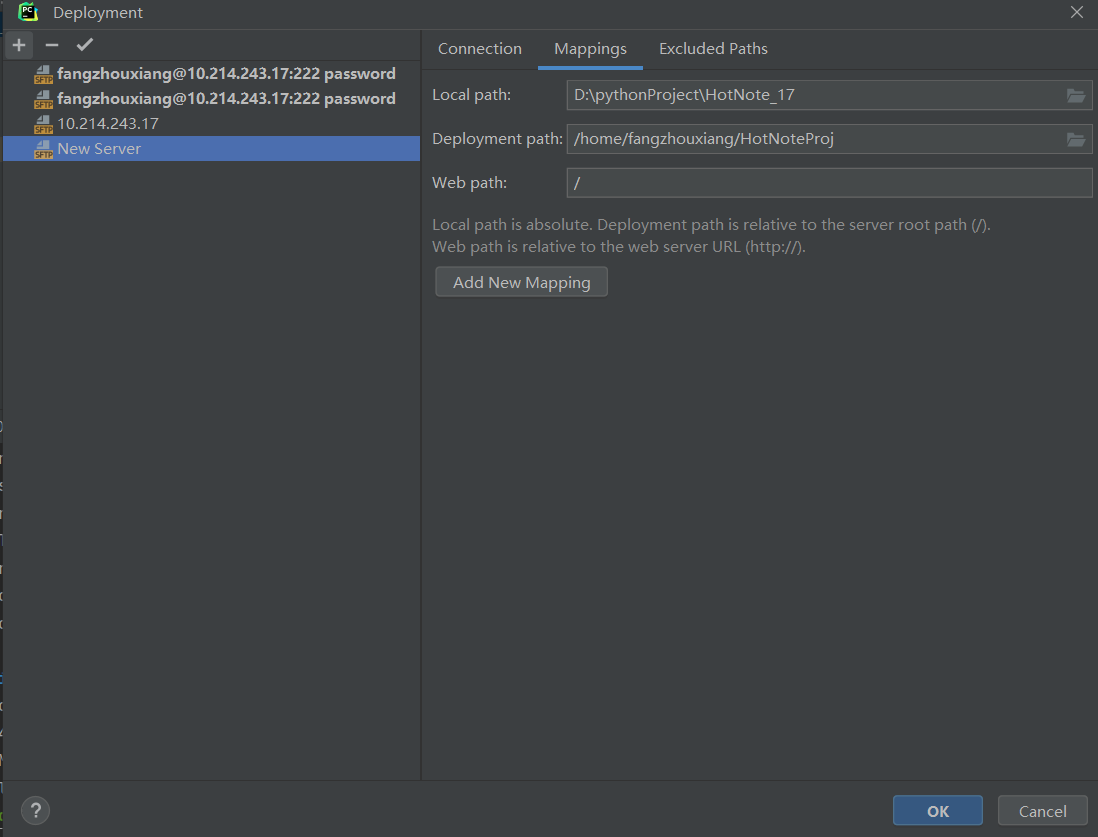 PC Deployment
Connection Mappings Excluded Paths
SFTP fangzhouxiang@10.214.243.17:222 password
SFTP fangzhouxiang@10.214.243.17:222 password
SFTP 10.214.243.17
SFTP New Server
Local path: D:\pythonProject\HotNote_17
Deployment path: /home/fangzhouxiang/HotNoteProj
Web path: /
Local path is absolute. Deployment path is relative to the server root path (/).
Web path is relative to the web server URL (http://).
Add New Mapping
? OK Cancel